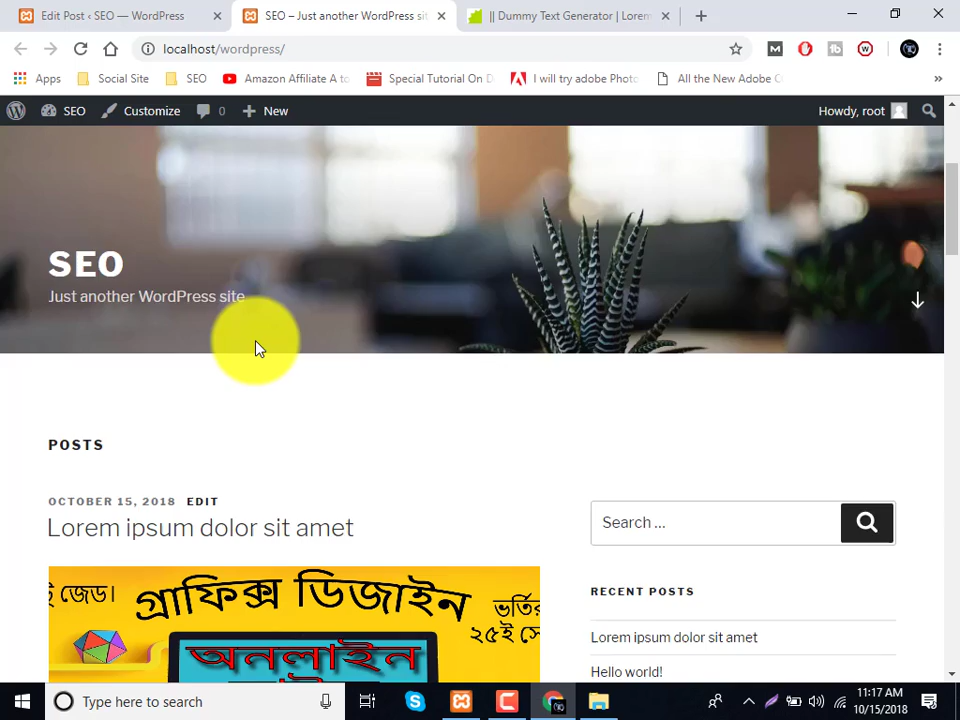 Edit Post ‹ SEO — WordPress
SEO – Just another WordPress sit
|| Dummy Text Generator | Lorem
localhost/wordpress/
Apps
Social Site
SEO
Amazon Affiliate A to
Special Tutorial On D
I will try adobe Photo
All the New Adobe C
»
SEO
Customize
0
New
Howdy, root
SEO
Just another WordPress site
POSTS
OCTOBER 15, 2018 EDIT
Lorem ipsum dolor sit amet
Search …
জেড।
গ্রাফিক্স ডিজাইন
ভর্তির
২৫ই সে
অনলাইন
RECENT POSTS
Lorem ipsum dolor sit amet
Hello world!
Type here to search
11:17 AM
10/15/2018